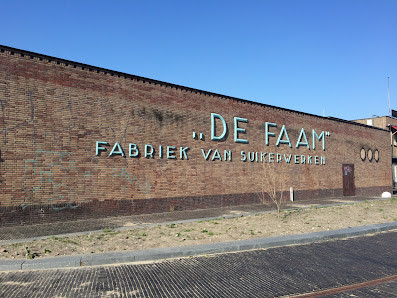 „DE FAAM"
FABRIEK VAN SUIKERWERKEN